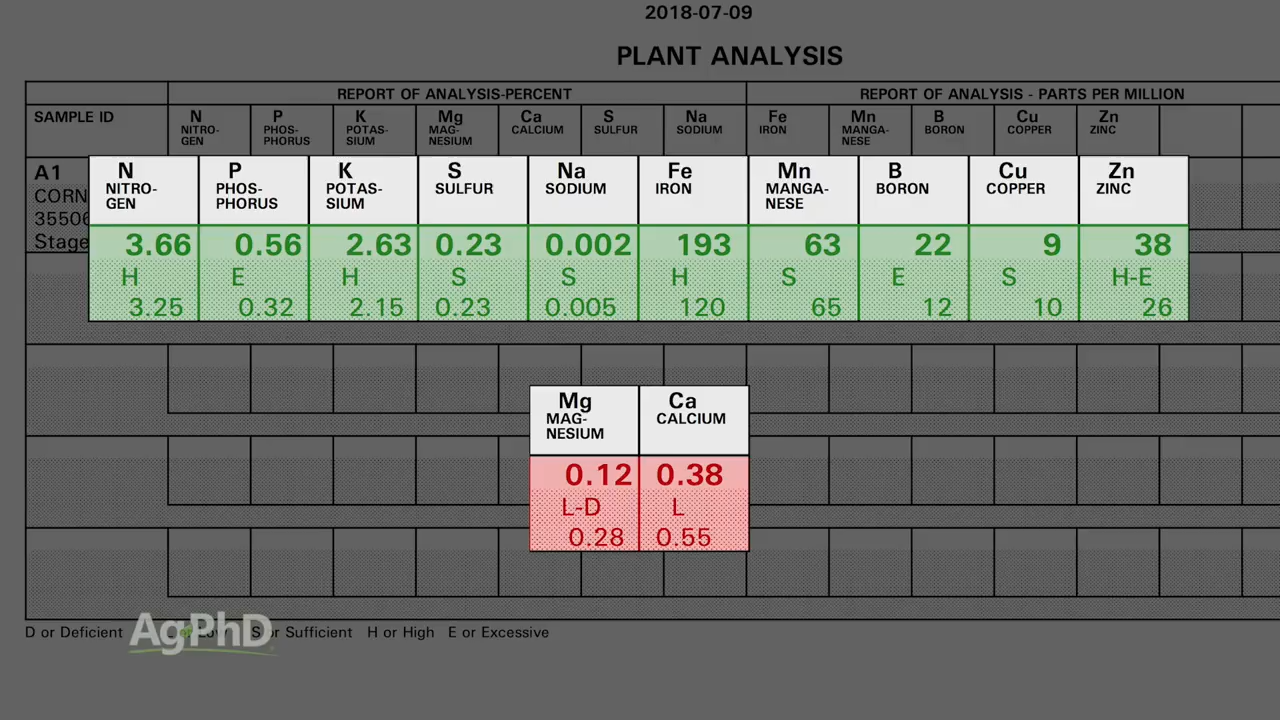 2018-07-09
PLANT ANALYSIS
REPORT OF ANALYSIS-PERCENT REPORT OF ANALYSIS - PARTS PER MILLION
SAMPLE ID N P K Mg Ca S Na Fe Mn B Cu Zn
NITRO- PHOS- POTAS- MAG- CALCIUM SULFUR SODIUM IRON MANGA- BORON COPPER ZINC
GEN PHORUS SIUM NESIUM NESE
A1 N P K S Na Fe Mn B Cu Zn
CORN NITRO- PHOS- POTAS- SULFUR SODIUM IRON MANGA- BORON COPPER ZINC
GEN PHORUS SIUM NESE
35506
Stage 3.66 0.56 2.63 0.23 0.002 193 63 22 9 38
H E H S S H S E S H-E
3.25 0.32 2.15 0.23 0.005 120 65 12 10 26
Mg Ca
MAG- CALCIUM
NESIUM
0.12 0.38
L-D L
0.28 0.55
D or Deficient Low S or Sufficient H or High E or Excessive
AgPhD